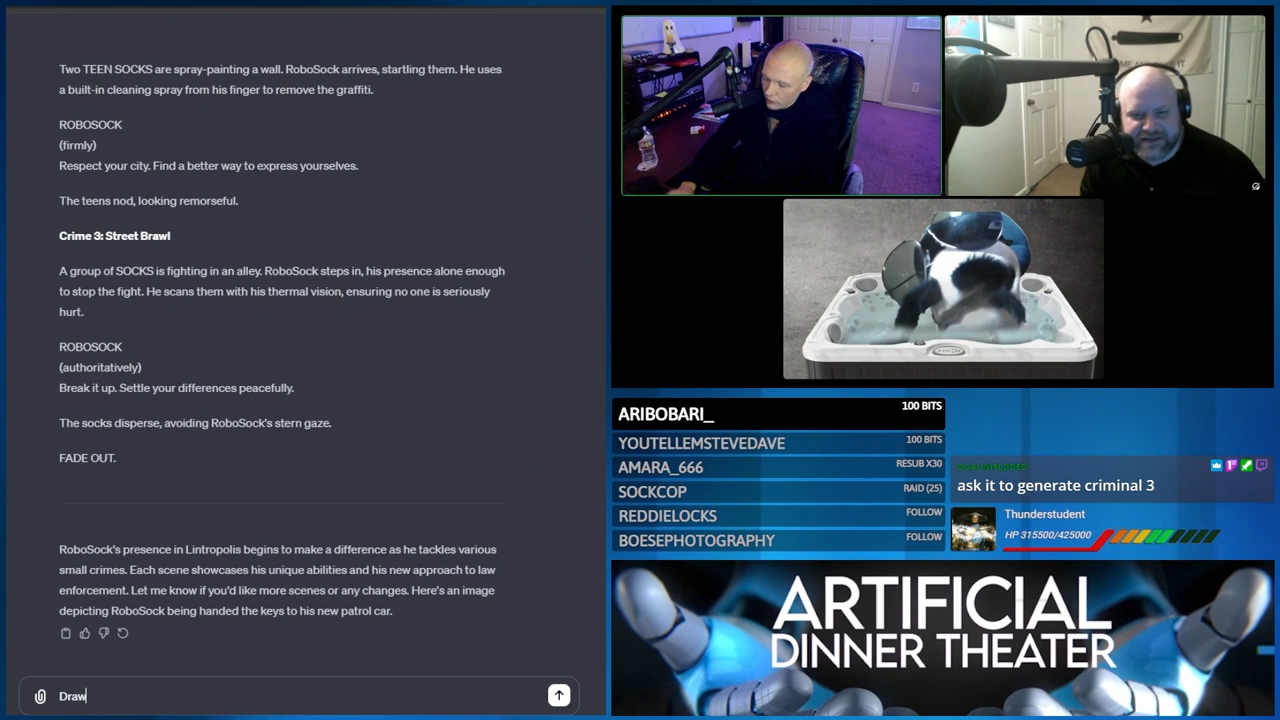 Two TEEN SOCKS are spray-painting a wall. RoboSock arrives, startling them. He uses
a built-in cleaning spray from his finger to remove the graffiti.
ROBOSOCK
(firmly)
Respect your city. Find a better way to express yourselves.
The teens nod, looking remorseful.
Crime 3: Street Brawl
A group of SOCKS is fighting in an alley. RoboSock steps in, his presence alone enough
to stop the fight. He scans them with his thermal vision, ensuring no one is seriously
hurt.
ROBOSOCK
(authoritatively)
Break it up. Settle your differences peacefully.
The socks disperse, avoiding RoboSock's stern gaze.
FADE OUT.
RoboSock's presence in Lintropolis begins to make a difference as he tackles various
small crimes. Each scene showcases his unique abilities and his new approach to law
enforcement. Let me know if you'd like more scenes or any changes. Here's an image
depicting RoboSock being handed the keys to his new patrol car.
Draw
ARIBOBARI_ 100 BITS
YOUTELLEMSTEVEDAVE 100 BITS
AMARA_666 RESUB X30
SOCKCOP RAID (25)
REDDIELOCKS FOLLOW
BOESEPHOTOGRAPHY FOLLOW
ask it to generate criminal 3
Thunderstudent
HP 315500/425000
ARTIFICIAL
DINNER THEATER